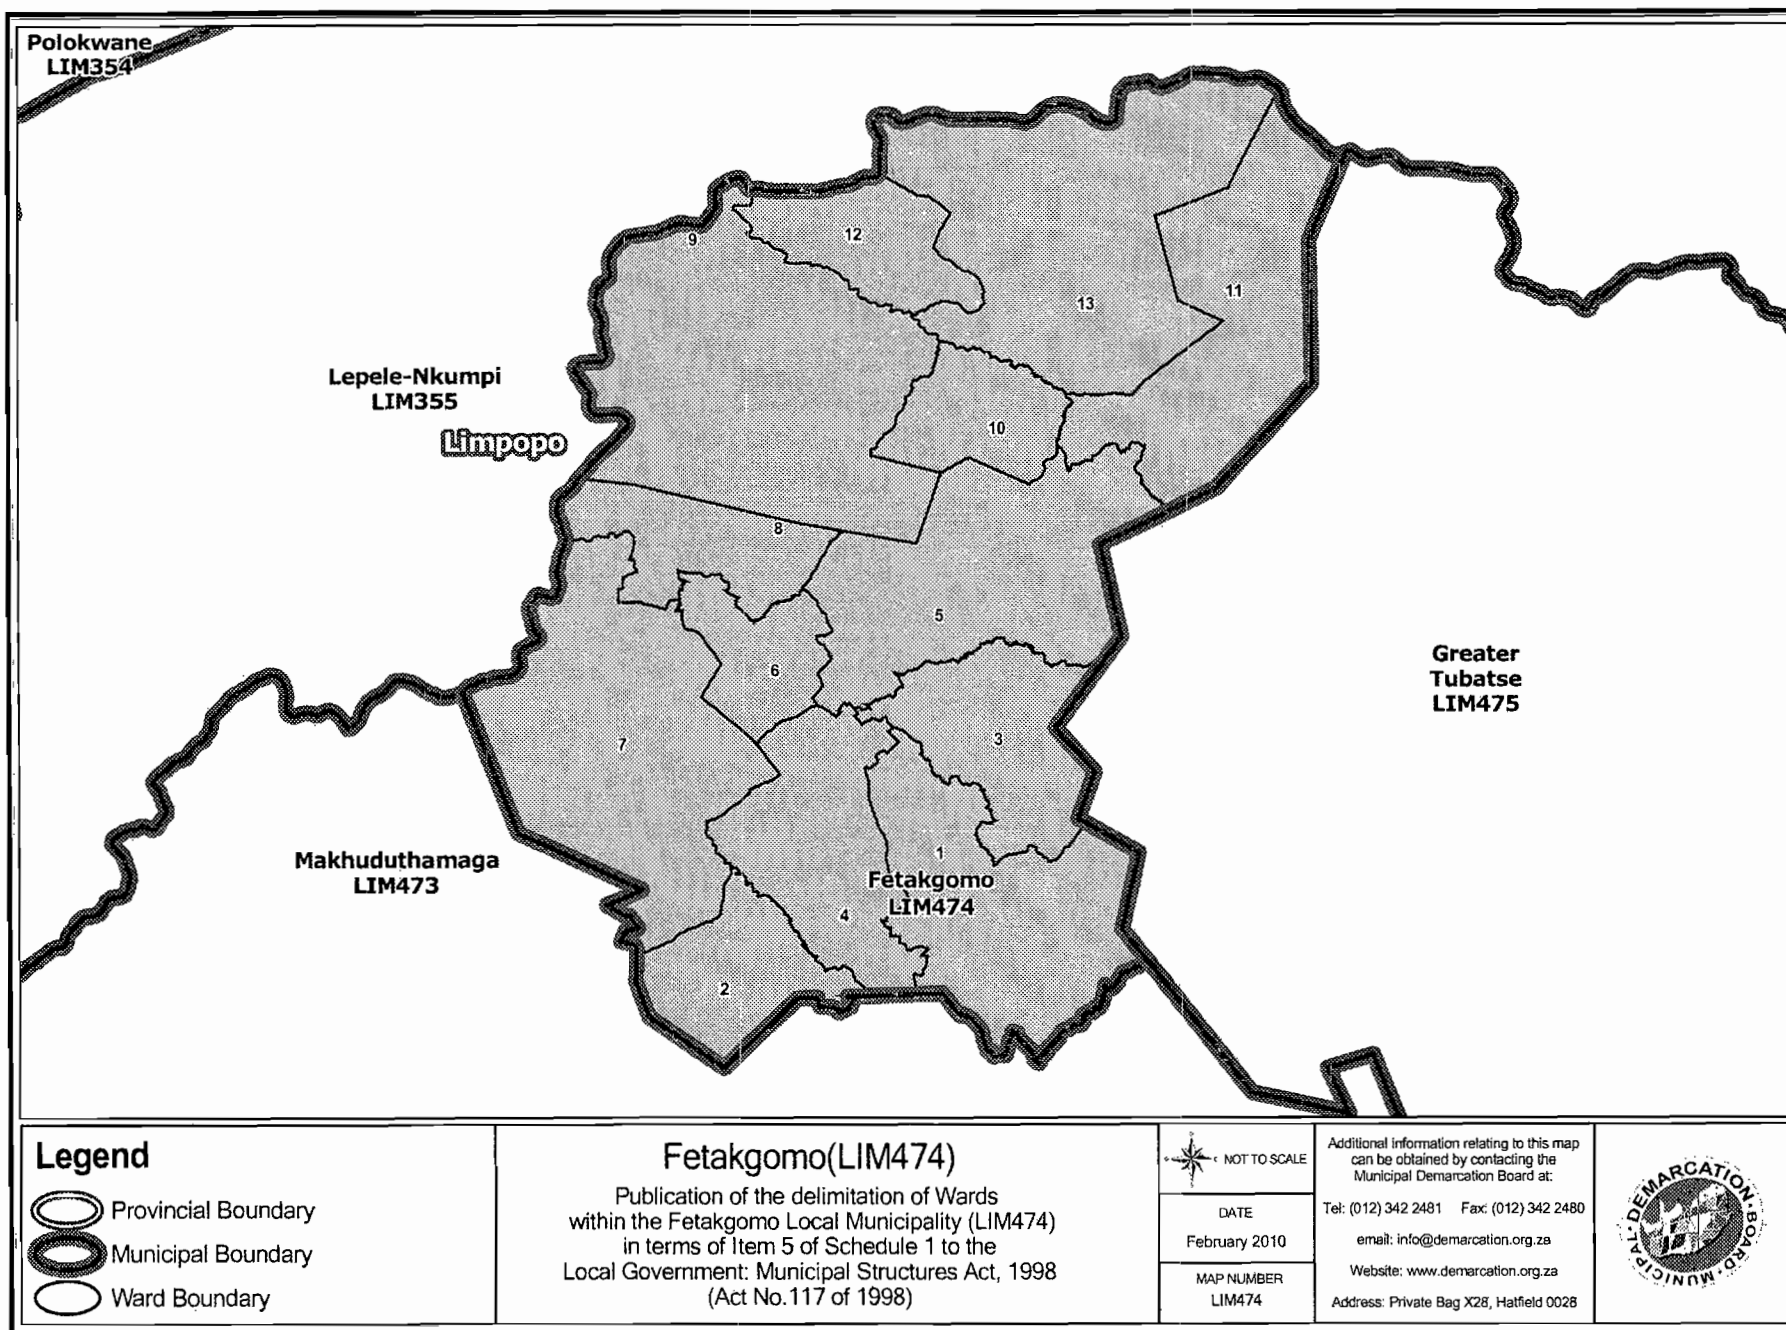 Polokwane
LIM354
9
12
13
11
Lepele-Nkumpi
LIM355
Limpopo
10
8
5
6
Greater
Tubatse
LIM475
7
3
Makhuduthamaga
LIM473
1
Fetakgomo
LIM474
4
2
Legend
Provincial Boundary
Municipal Boundary
Ward Boundary
Fetakgomo(LIM474)
Publication of the delimitation of Wards
within the Fetakgomo Local Municipality (LIM474)
in terms of Item 5 of Schedule 1 to the
Local Government: Municipal Structures Act, 1998
(Act No.117 of 1998)
NOT TO SCALE
DATE
February 2010
MAP NUMBER
LIM474
Additional information relating to this map
can be obtained by contacting the
Municipal Demarcation Board at:
Tel: (012) 342 2481 Fax: (012) 342 2480
email: info@demarcation.org.za
Website: www.demarcation.org.za
Address: Private Bag X28, Hatfield 0028
MUNICIPAL DEMARCATION BOARD